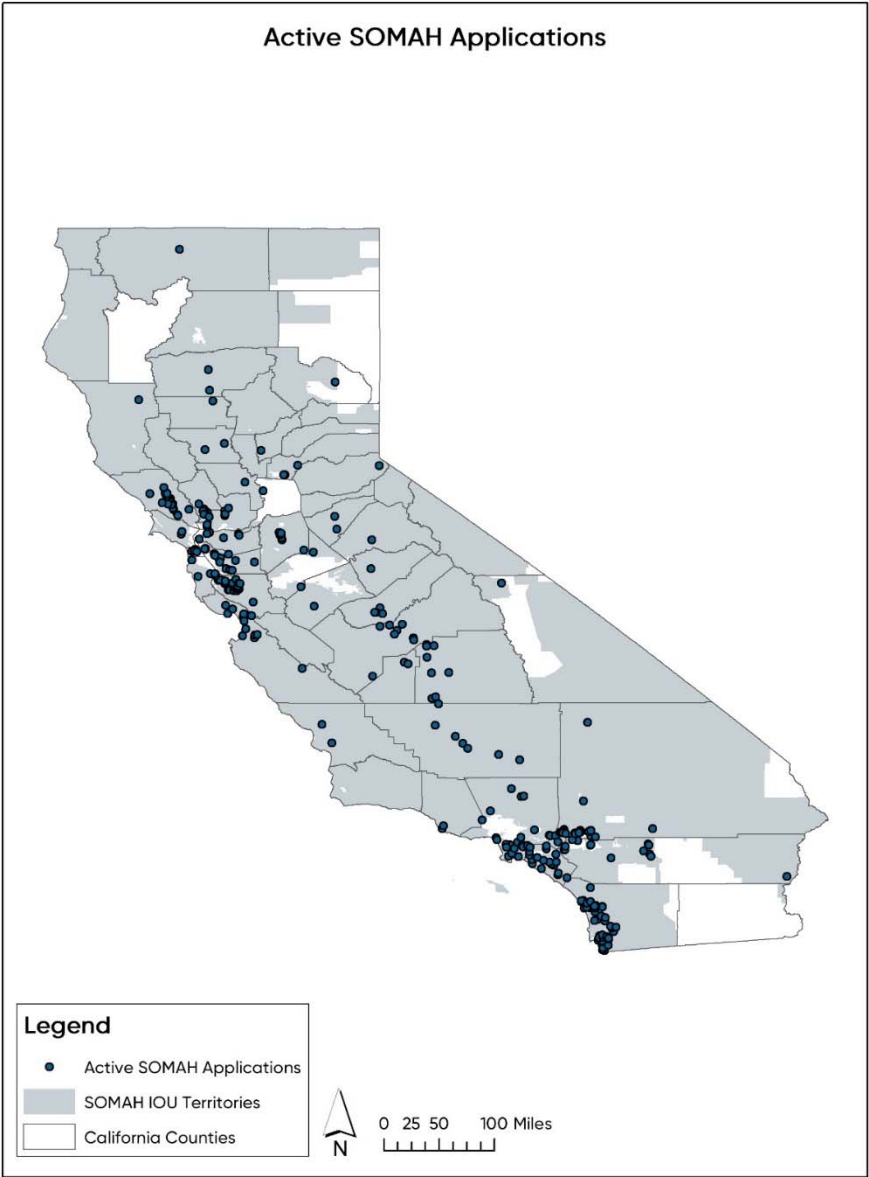 Active SOMAH Applications
Legend
Active SOMAH Applications
SOMAH IOU Territories
California Counties
N
0 25 50 100 Miles